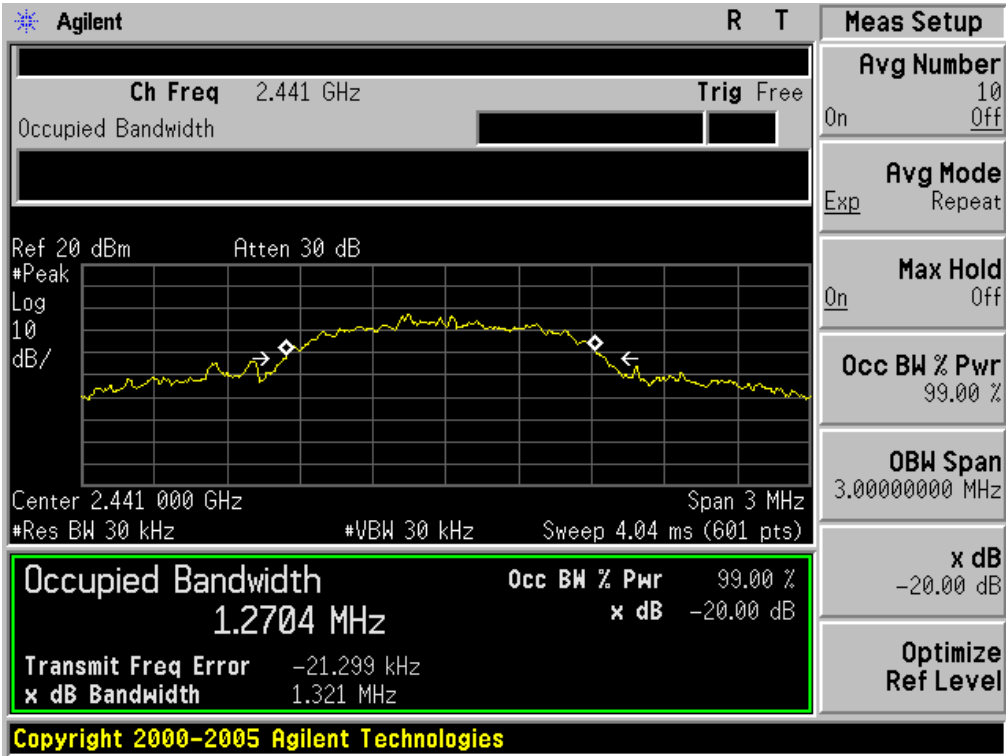 Agilent R T
Ch Freq 2.441 GHz Trig Free
Occupied Bandwidth
Ref 20 dBm Atten 30 dB
#Peak
Log
10
dB/
Center 2.441 000 GHz Span 3 MHz
#Res BW 30 kHz #VBW 30 kHz Sweep 4.04 ms (601 pts)
Occupied Bandwidth
1.2704 MHz
Occ BW % Pwr 99.00 %
x dB -20.00 dB
Transmit Freq Error -21.299 kHz
x dB Bandwidth 1.321 MHz
Copyright 2000-2005 Agilent Technologies
Meas Setup
Avg Number
10
On Off
Avg Mode
Exp Repeat
Max Hold
On Off
Occ BW % Pwr
99.00 %
OBW Span
3.00000000 MHz
x dB
-20.00 dB
Optimize
Ref Level